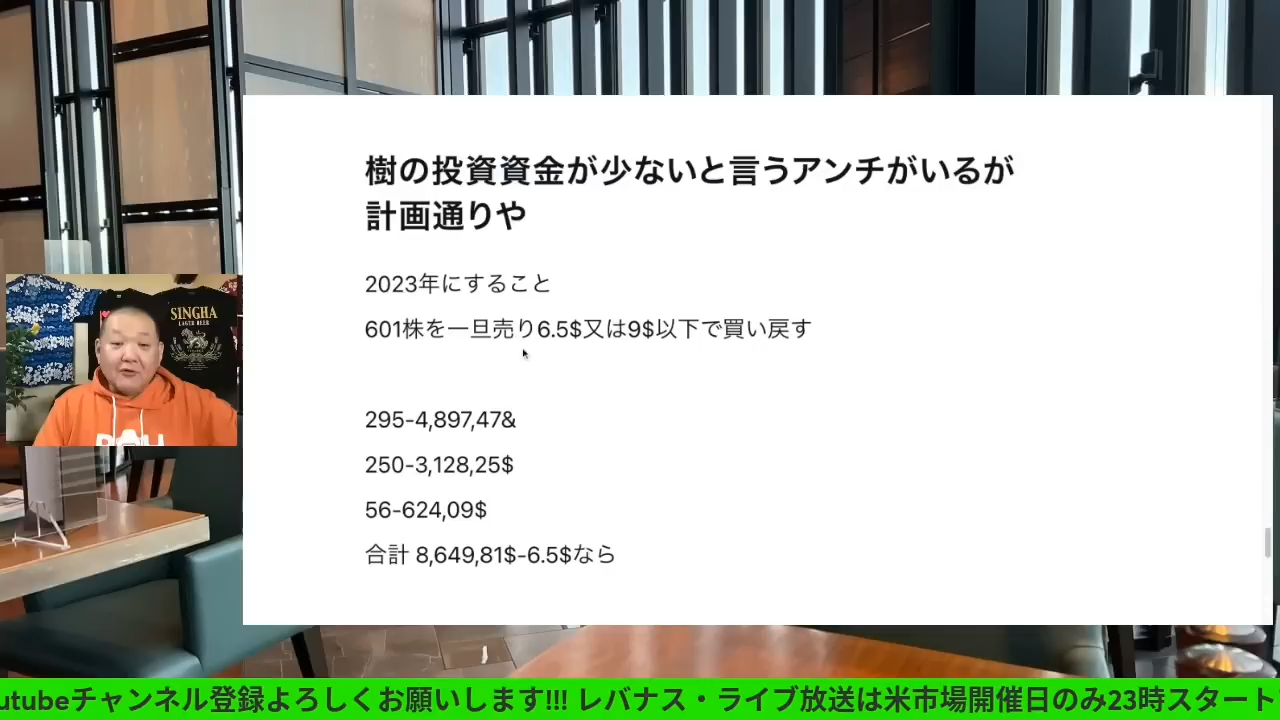 樹の投資資金が少ないと言うアンチがいるが
計画通りや
2023年にすること
601株を一旦売り6.5$又は9$以下で買い戻す
295-4,897,47&
250-3,128,25$
56-624,09$
合計 8,649,81$-6.5$なら
SINGHA
LAGER BEER
utubeチャンネル登録よろしくお願いします!!! レバナス・ライブ放送は米市場開催日のみ23時スタート